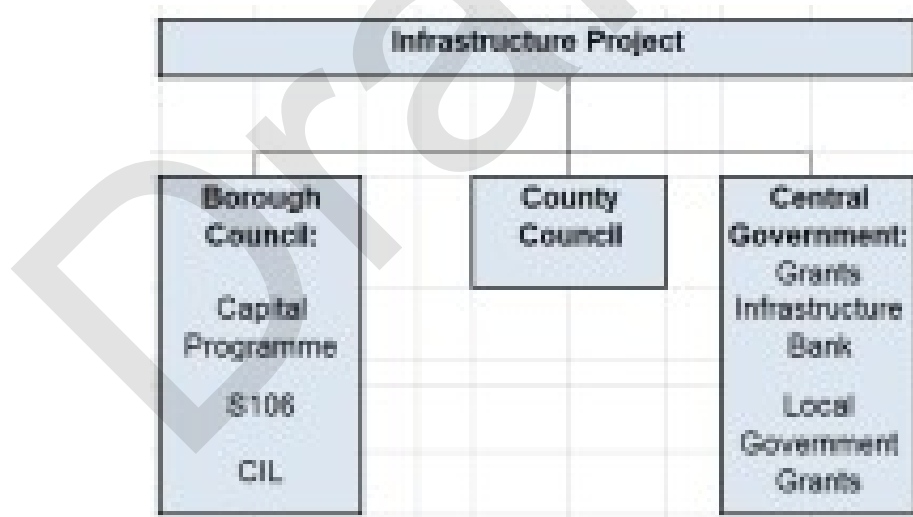 Infrastructure Project
Borough
Council:
Capital
Programme
S106
CIL
County
Council
Central
Government:
Grants
Infrastructure
Bank
Local
Government
Grants